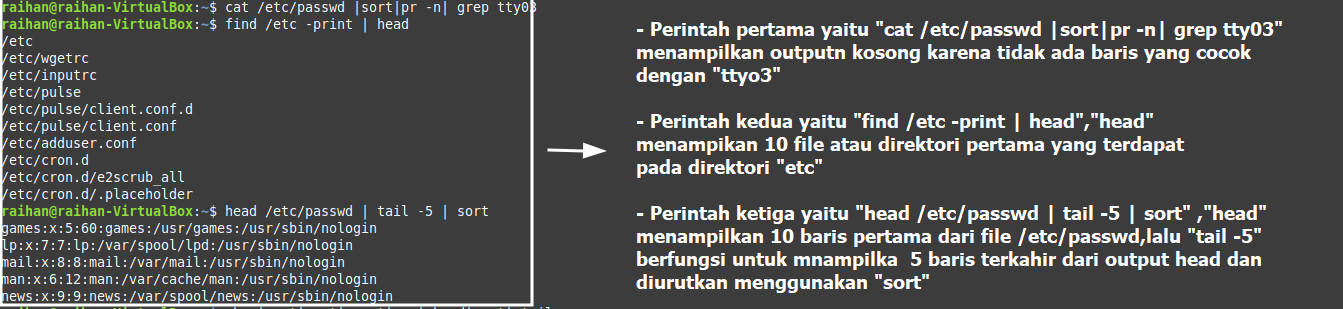 raihan@raihan-VirtualBox:~$ cat /etc/passwd |sort|pr -n| grep tty03
raihan@raihan-VirtualBox:~$ find /etc -print | head
/etc
/etc/wgetrc
/etc/inputrc
/etc/pulse
/etc/pulse/client.conf.d
/etc/pulse/client.conf
/etc/adduser.conf
/etc/cron.d
/etc/cron.d/e2scrub_all
/etc/cron.d/.placeholder
raihan@raihan-VirtualBox:~$ head /etc/passwd | tail -5 | sort
games:x:5:60:games:/usr/games:/usr/sbin/nologin
lp:x:7:7:lp:/var/spool/lpd:/usr/sbin/nologin
mail:x:8:8:mail:/var/mail:/usr/sbin/nologin
man:x:6:12:man:/var/cache/man:/usr/sbin/nologin
news:x:9:9:news:/var/spool/news:/usr/sbin/nologin
- Perintah pertama yaitu "cat /etc/passwd |sort|pr -n| grep tty03"
menampilkan outputn kosong karena tidak ada baris yang cocok
dengan "ttyo3"
- Perintah kedua yaitu "find /etc -print | head","head"
menampikan 10 file atau direktori pertama yang terdapat
pada direktori "etc"
- Perintah ketiga yaitu "head /etc/passwd | tail -5 | sort" ,"head"
menampilkan 10 baris pertama dari file /etc/passwd,lalu "tail -5"
berfungsi untuk mnampilka 5 baris terkahir dari output head dan
diurutkan menggunakan "sort"